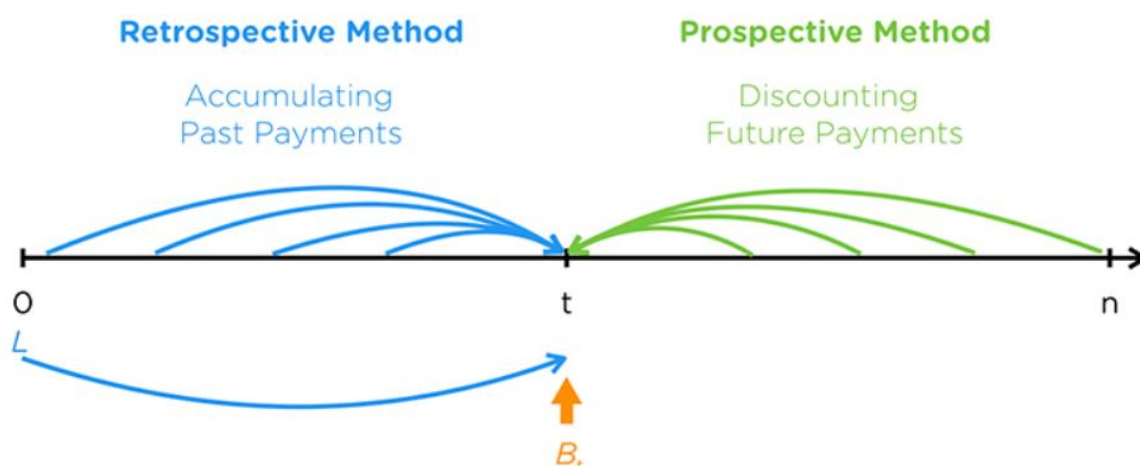 Retrospective Method
Prospective Method
Accumulating
Past Payments
Discounting
Future Payments
0
t
n
L
B